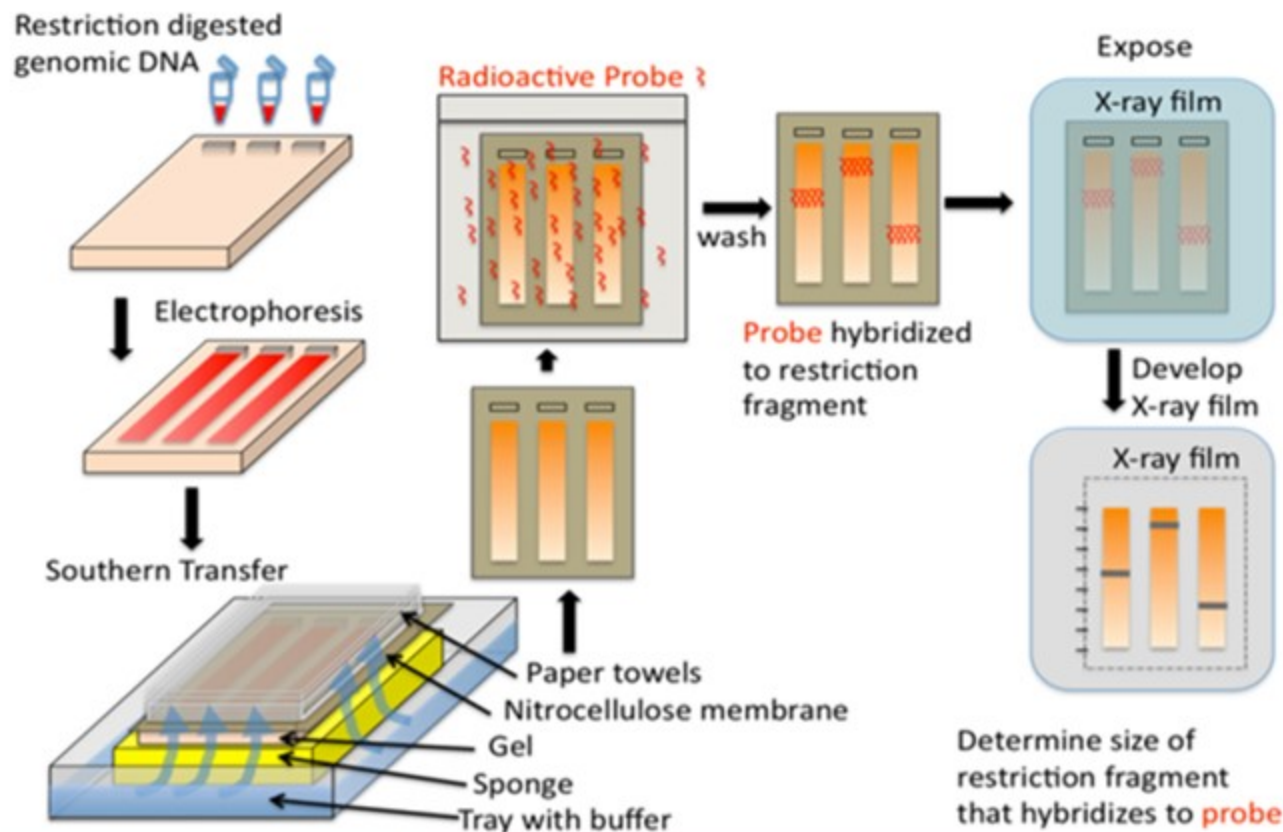 Restriction digested
genomic DNA
Electrophoresis
Southern Transfer
Paper towels
Nitrocellulose membrane
Gel
Sponge
Tray with buffer
Radioactive Probe
wash
Probe hybridized
to restriction
fragment
Expose
X-ray film
Develop
X-ray film
X-ray film
Determine size of
restriction fragment
that hybridizes to probe